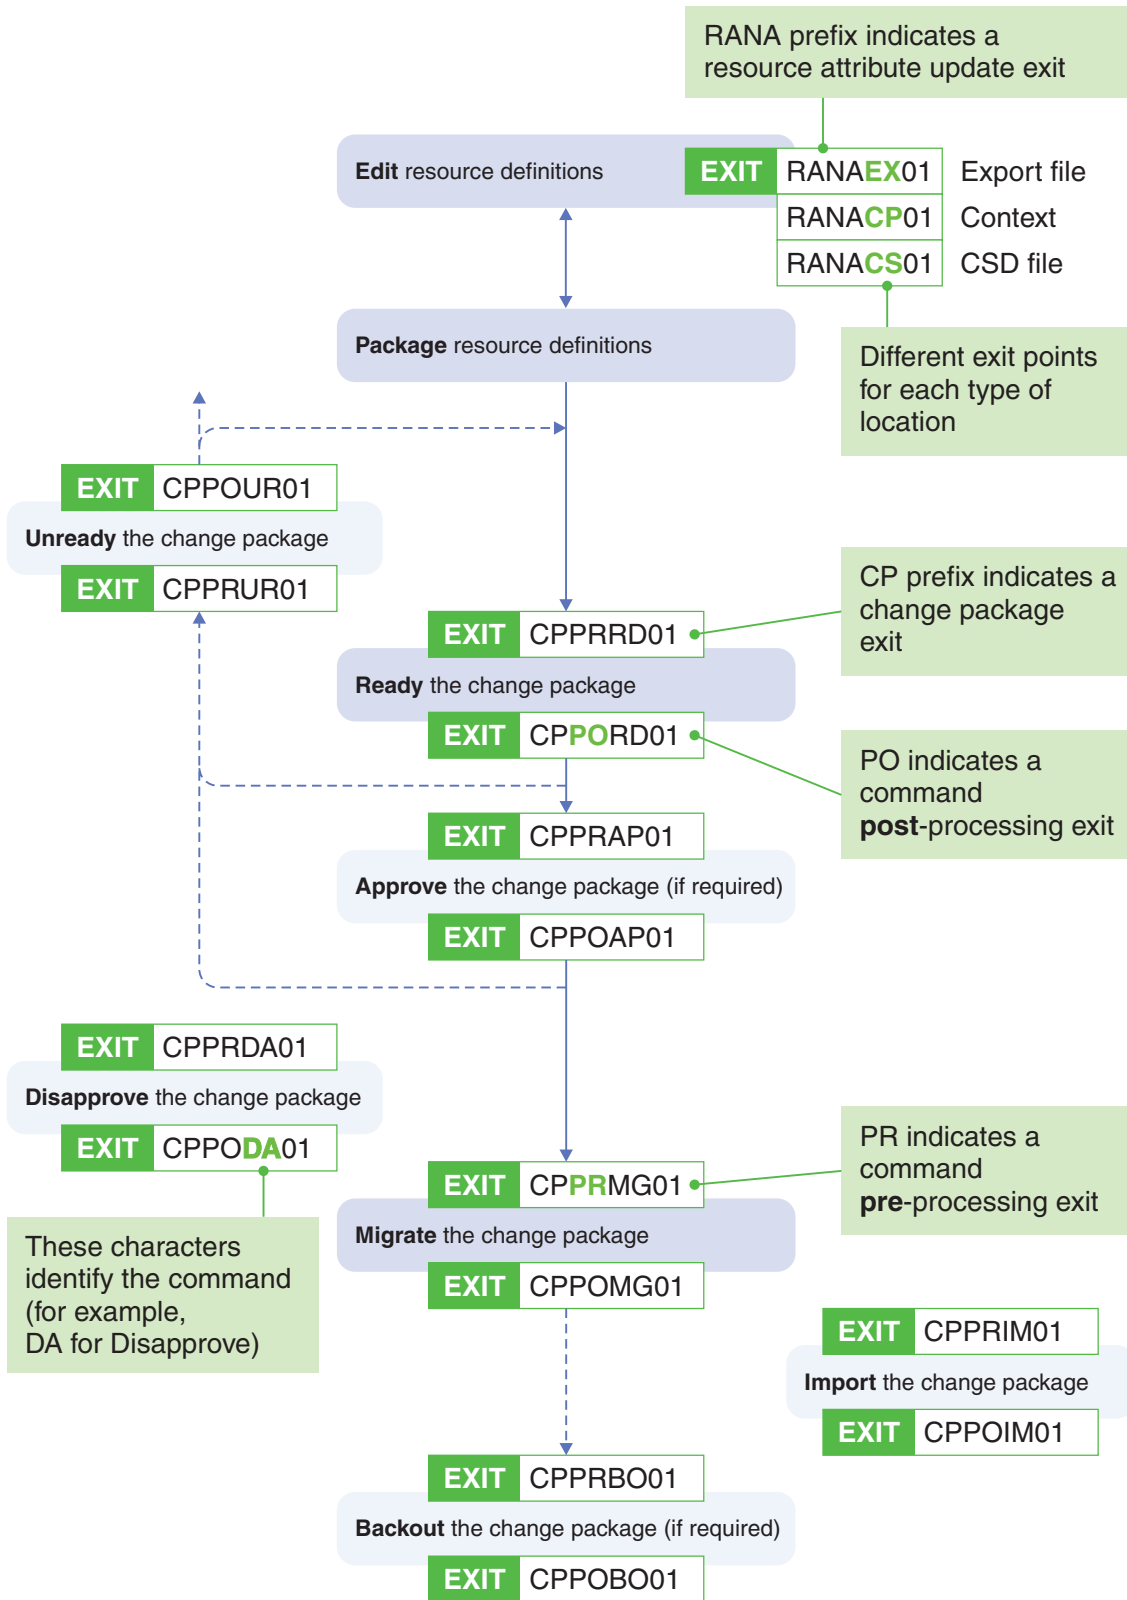 RANA prefix indicates a
resource attribute update exit
Edit resource definitions
EXIT RANAEX01 Export file
RANACP01 Context
RANACS01 CSD file
Package resource definitions
Different exit points
for each type of
location
EXIT CPPOUR01
Unready the change package
EXIT CPPRUR01
CP prefix indicates a
change package
exit
EXIT CPPRRD01
Ready the change package
EXIT CPPORD01
PO indicates a
command
post-processing exit
EXIT CPPRAP01
Approve the change package (if required)
EXIT CPPOAP01
EXIT CPPRDA01
Disapprove the change package
EXIT CPPODA01
These characters
identify the command
(for example,
DA for Disapprove)
PR indicates a
command
pre-processing exit
EXIT CPPRMG01
Migrate the change package
EXIT CPPOMG01
EXIT CPPRIM01
Import the change package
EXIT CPPOIM01
EXIT CPPRBO01
Backout the change package (if required)
EXIT CPPOBO01